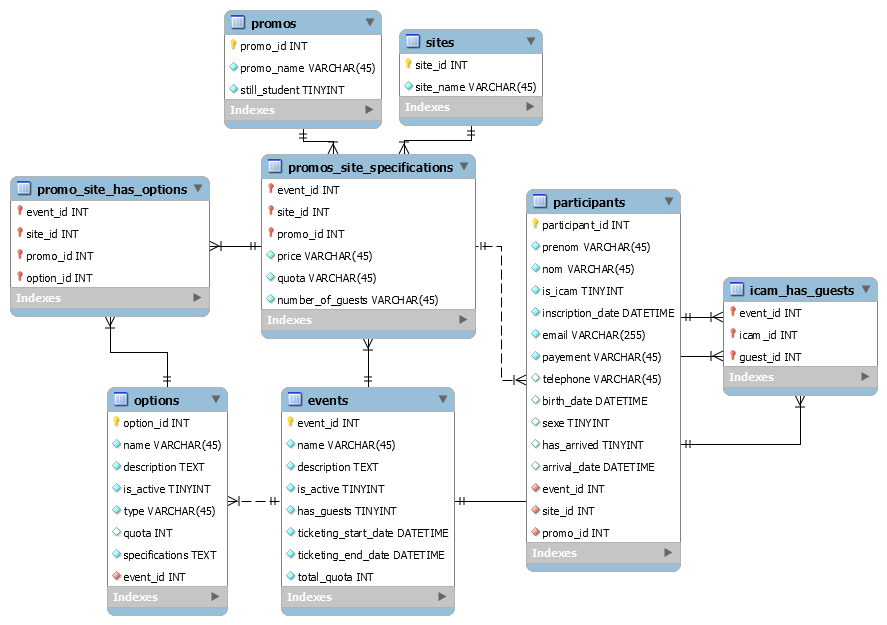 promos
promo_id INT
promo_name VARCHAR(45)
still_student TINYINT
Indexes
sites
site_id INT
site_name VARCHAR(45)
Indexes
promo_site_has_options
event_id INT
site_id INT
promo_id INT
option_id INT
Indexes
promos_site_specifications
event_id INT
site_id INT
promo_id INT
price VARCHAR(45)
quota VARCHAR(45)
number_of_guests VARCHAR(45)
Indexes
participants
participant_id INT
prenom VARCHAR(45)
nom VARCHAR(45)
is_icam TINYINT
inscription_date DATETIME
email VARCHAR(255)
payement VARCHAR(45)
telephone VARCHAR(45)
birth_date DATETIME
sexe TINYINT
has_arrived TINYINT
arrival_date DATETIME
event_id INT
site_id INT
promo_id INT
Indexes
icam_has_guests
event_id INT
icam_id INT
guest_id INT
Indexes
options
option_id INT
name VARCHAR(45)
description TEXT
is_active TINYINT
type VARCHAR(45)
quota INT
specifications TEXT
event_id INT
Indexes
events
event_id INT
name VARCHAR(45)
description TEXT
is_active TINYINT
has_guests TINYINT
ticketing_start_date DATETIME
ticketing_end_date DATETIME
total_quota INT
Indexes